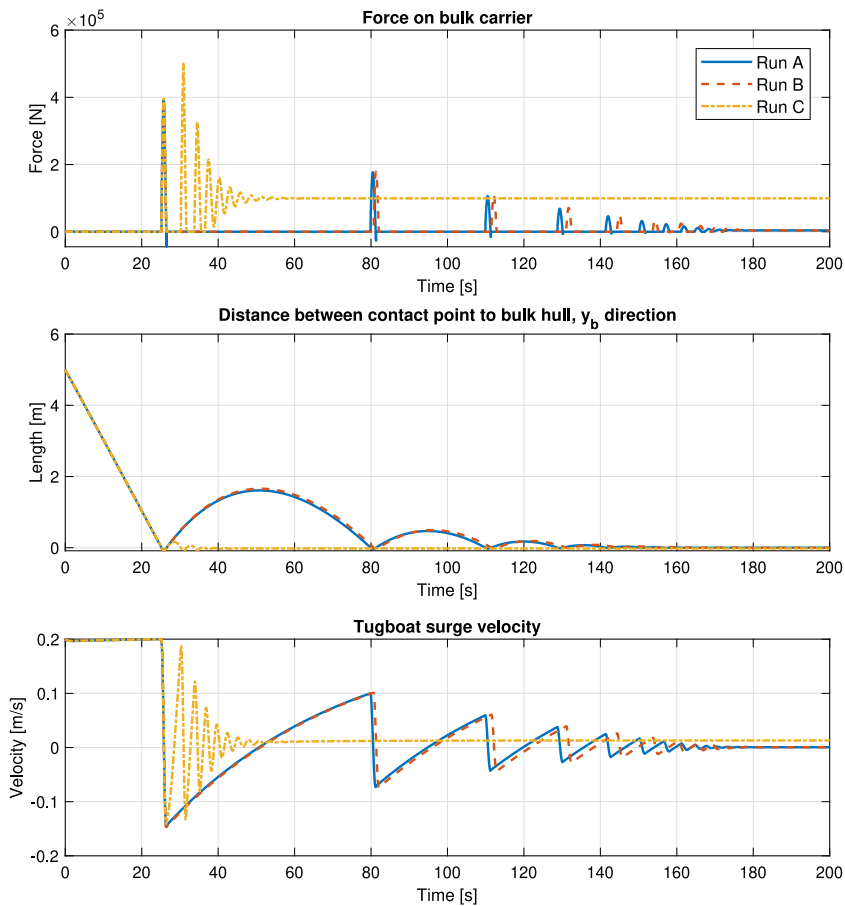 Force on bulk carrier
×10⁵
6
4
2
0
Force [N]
Run A
Run B
Run C
0 20 40 60 80 100 120 140 160 180 200
Time [s]
Distance between contact point to bulk hull, y_b direction
6
4
2
0
Length [m]
0 20 40 60 80 100 120 140 160 180 200
Time [s]
Tugboat surge velocity
0.2
0.1
0
-0.1
-0.2
Velocity [m/s]
0 20 40 60 80 100 120 140 160 180 200
Time [s]